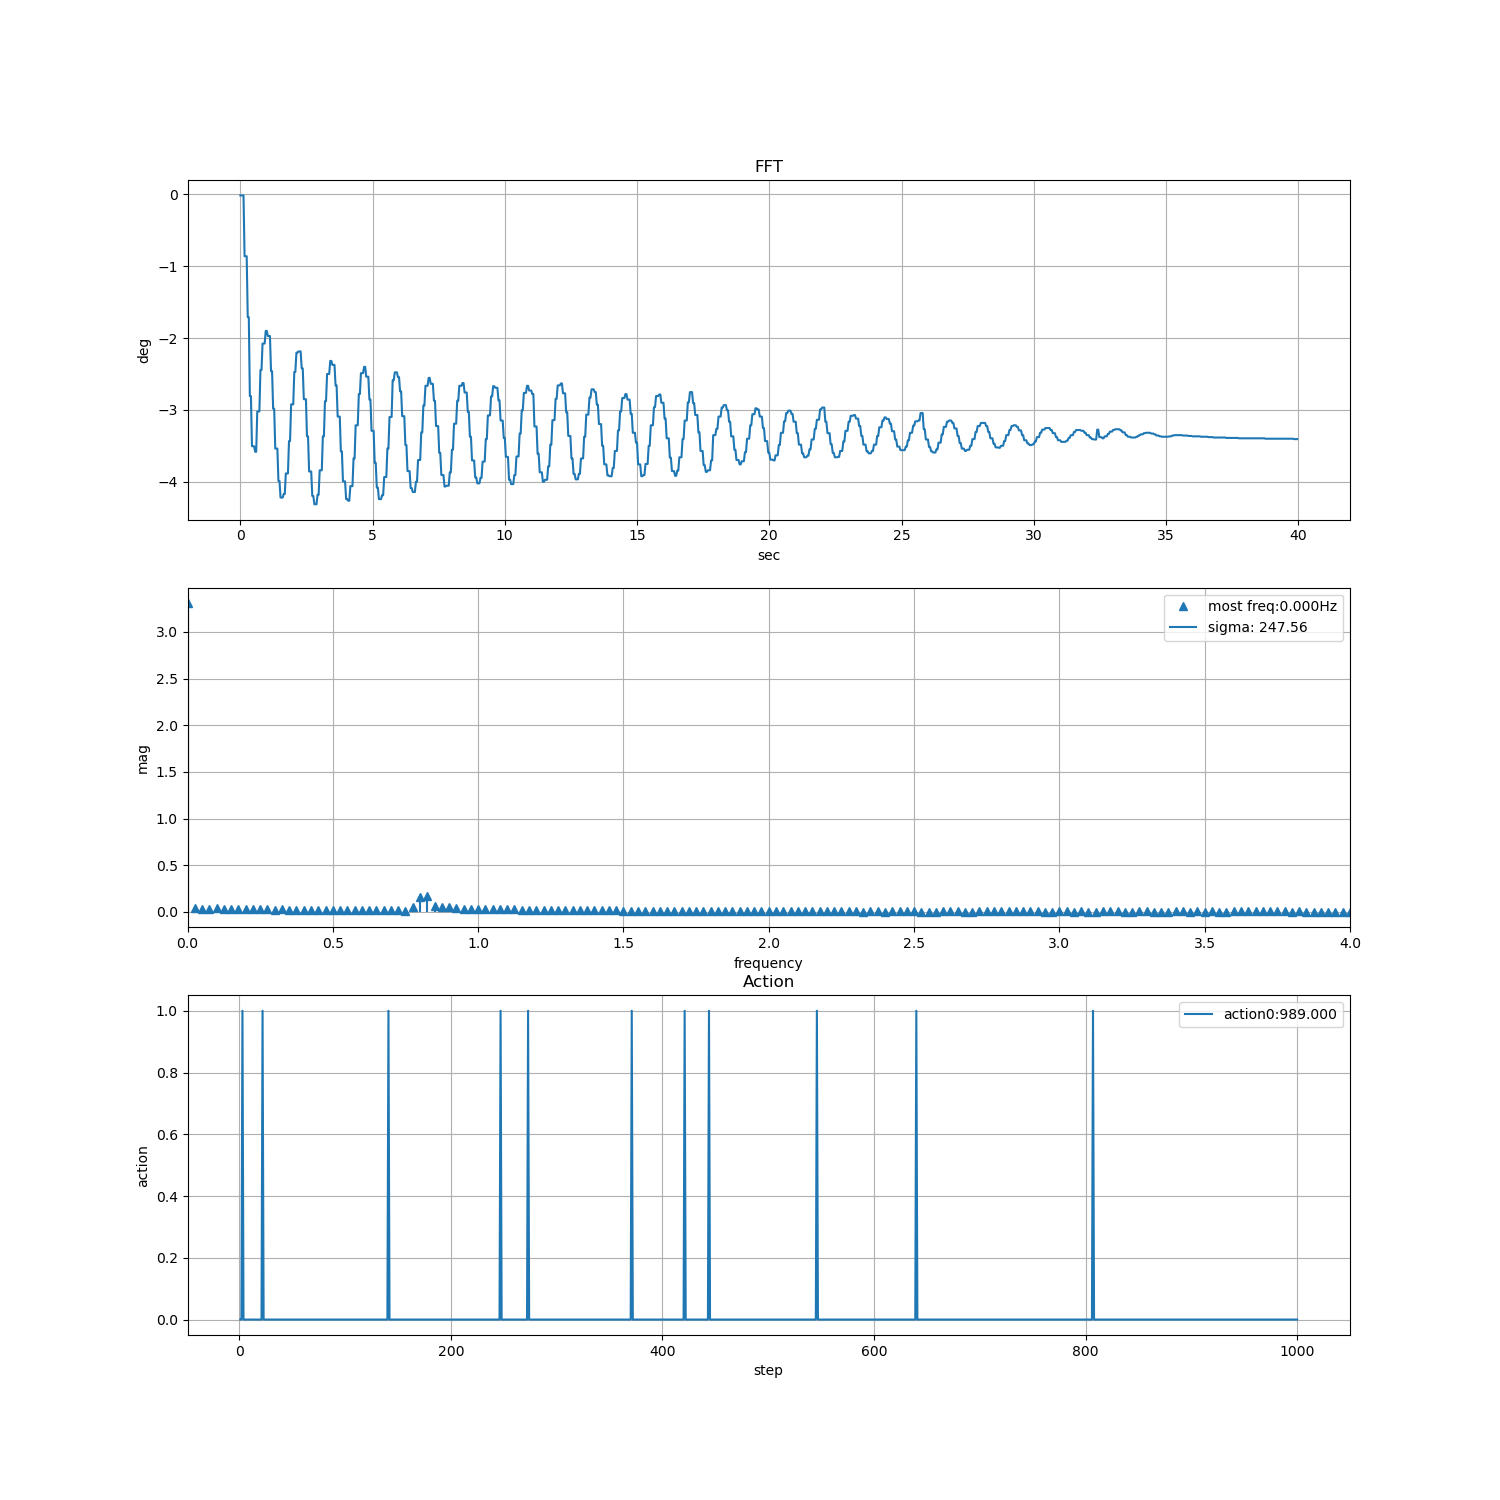 FFT
0
−1
−2
−3
−4
deg
0 5 10 15 20 25 30 35 40
sec
most freq:0.000Hz
sigma: 247.56
3.0
2.5
2.0
1.5
1.0
0.5
0.0
mag
0.0 0.5 1.0 1.5 2.0 2.5 3.0 3.5 4.0
frequency
Action
action0:989.000
1.0
0.8
0.6
0.4
0.2
0.0
action
0 200 400 600 800 1000
step